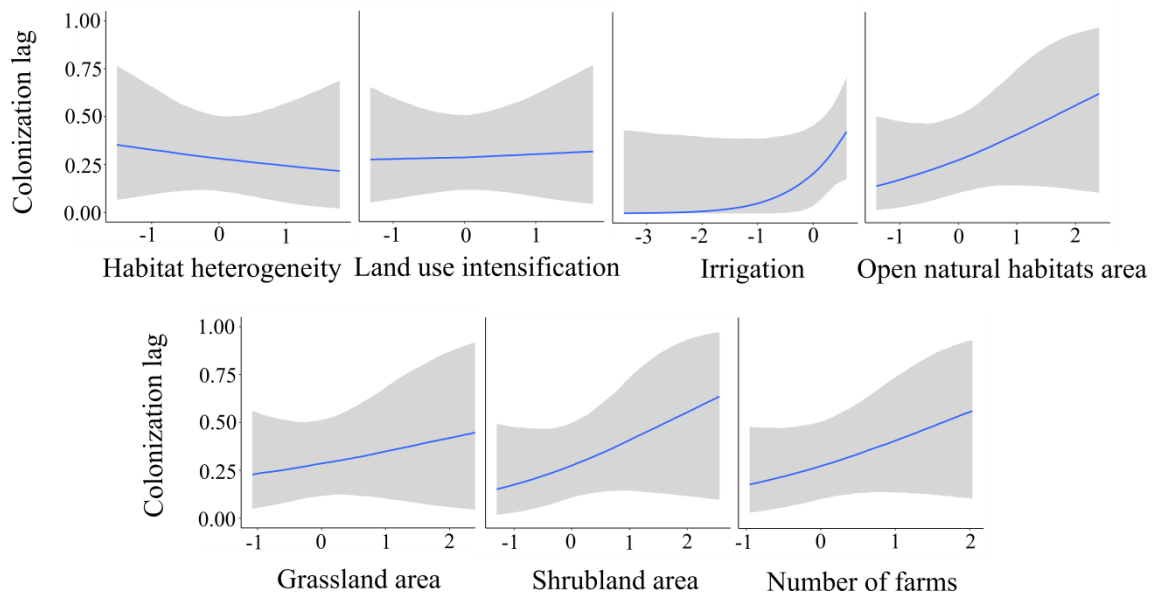 Colonization lag
1.00
0.75
0.50
0.25
0.00
-1 0 1
Habitat heterogeneity
-1 0 1
Land use intensification
-3 -2 -1 0
Irrigation
-1 0 1 2
Open natural habitats area
Colonization lag
1.00
0.75
0.50
0.25
0.00
-1 0 1 2
Grassland area
-1 0 1 2
Shrubland area
-1 0 1 2
Number of farms